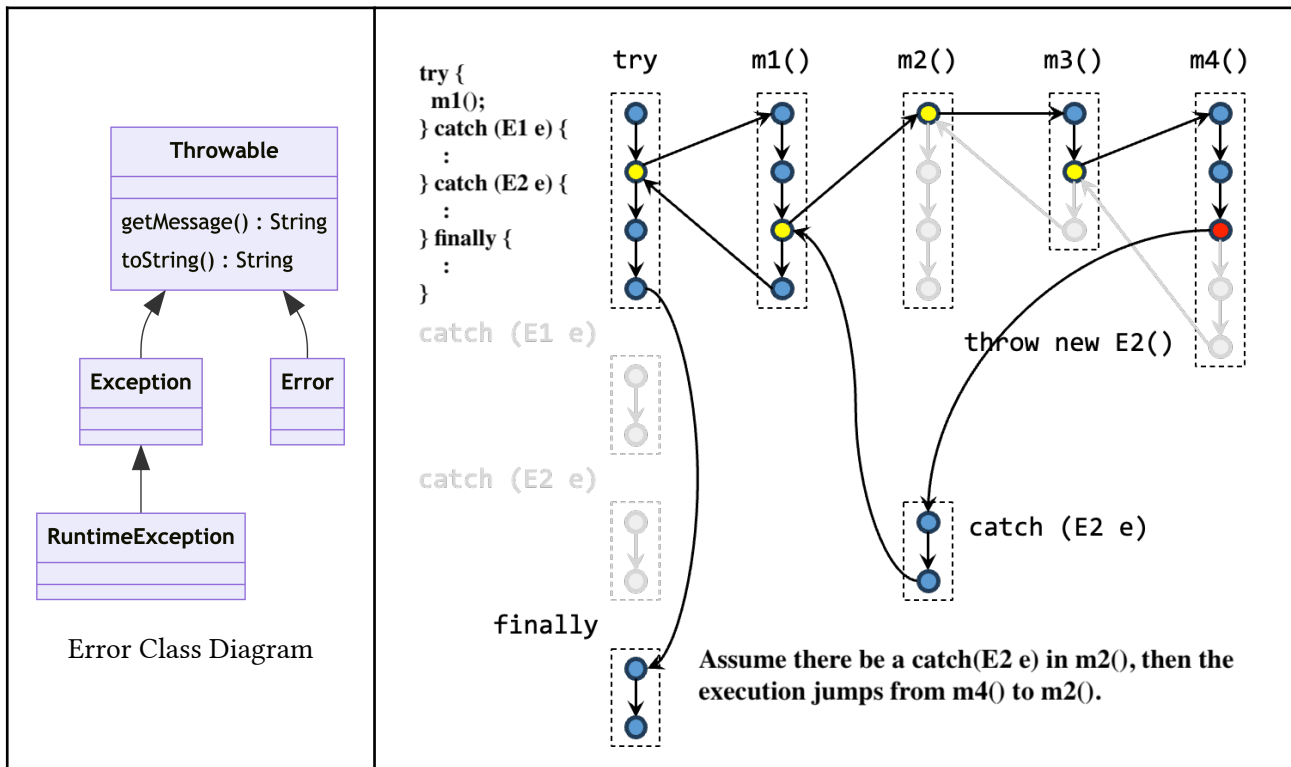 Throwable
getMessage() : String
toString() : String
Exception
Error
RuntimeException
Error Class Diagram
try {
m1();
} catch (E1 e) {
:
} catch (E2 e) {
:
} finally {
:
}
try
m1()
m2()
m3()
m4()
catch (E1 e)
throw new E2()
catch (E2 e)
catch (E2 e)
finally
Assume there be a catch(E2 e) in m2(), then the
execution jumps from m4() to m2().